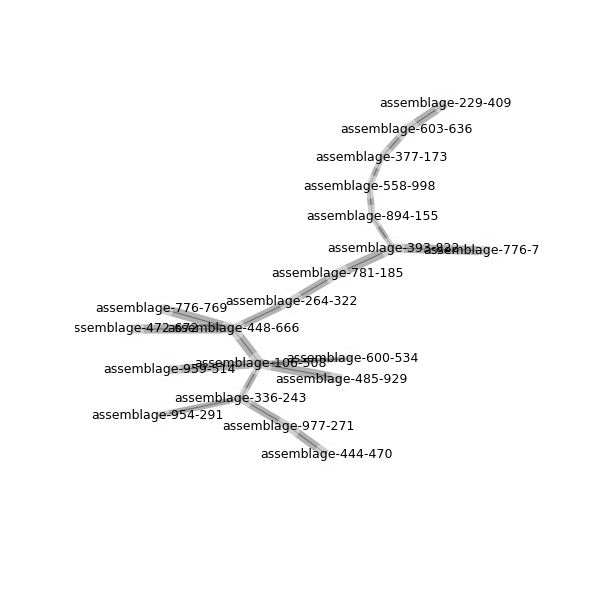 assemblage-229-409
assemblage-603-636
assemblage-377-173
assemblage-558-998
assemblage-894-155
assemblage-393-822
assemblage-776-7
assemblage-781-185
assemblage-264-322
assemblage-776-769
ssemblage-472-672
assemblage-448-666
assemblage-600-534
assemblage-106-508
assemblage-959-514
assemblage-485-929
assemblage-336-243
assemblage-954-291
assemblage-977-271
assemblage-444-470